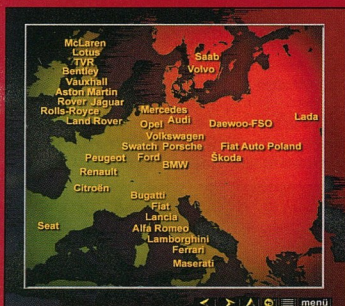 McLaren
Lotus
TVR
Bentley
Vauxhall
Aston Martin
Rover Jaguar
Rolls-Royce
Land Rover
Saab
Volvo
Mercedes
Opel Audi
Volkswagen
Swatch Porsche
Ford
BMW
Daewoo-FSO
Lada
Fiat Auto Poland
Škoda
Peugeot
Renault
Citroën
Bugatti
Fiat
Lancia
Alfa Romeo
Lamborghini
Ferrari
Maserati
Seat
menü